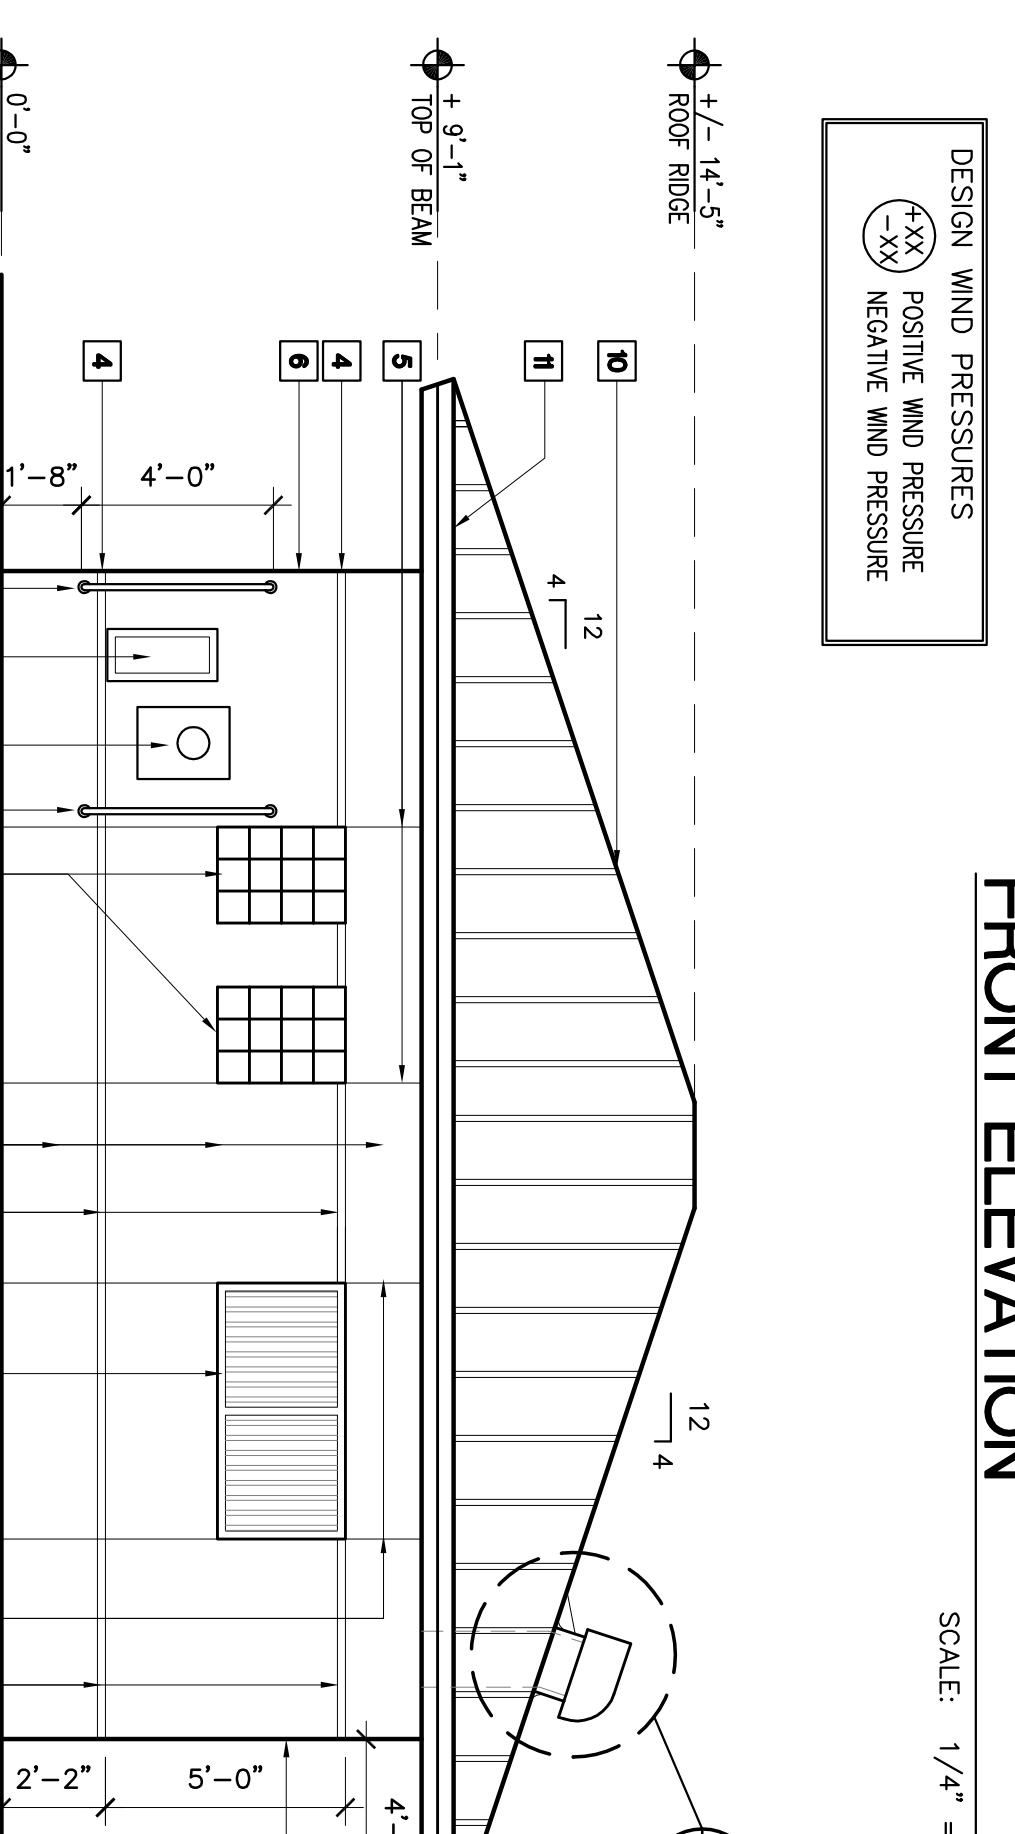 DESIGN WIND PRESSURES
+XX
-XX
POSITIVE WIND PRESSURE
NEGATIVE WIND PRESSURE
+/- 14'-5"
ROOF RIDGE
+ 9'-1"
TOP OF BEAM
0'-0"
10
11
5
4
6
4
12
4
12
4
4'-0"
1'-8"
5'-0"
2'-2"
4'-
FRONT ELEVATION
SCALE: 1/4" =